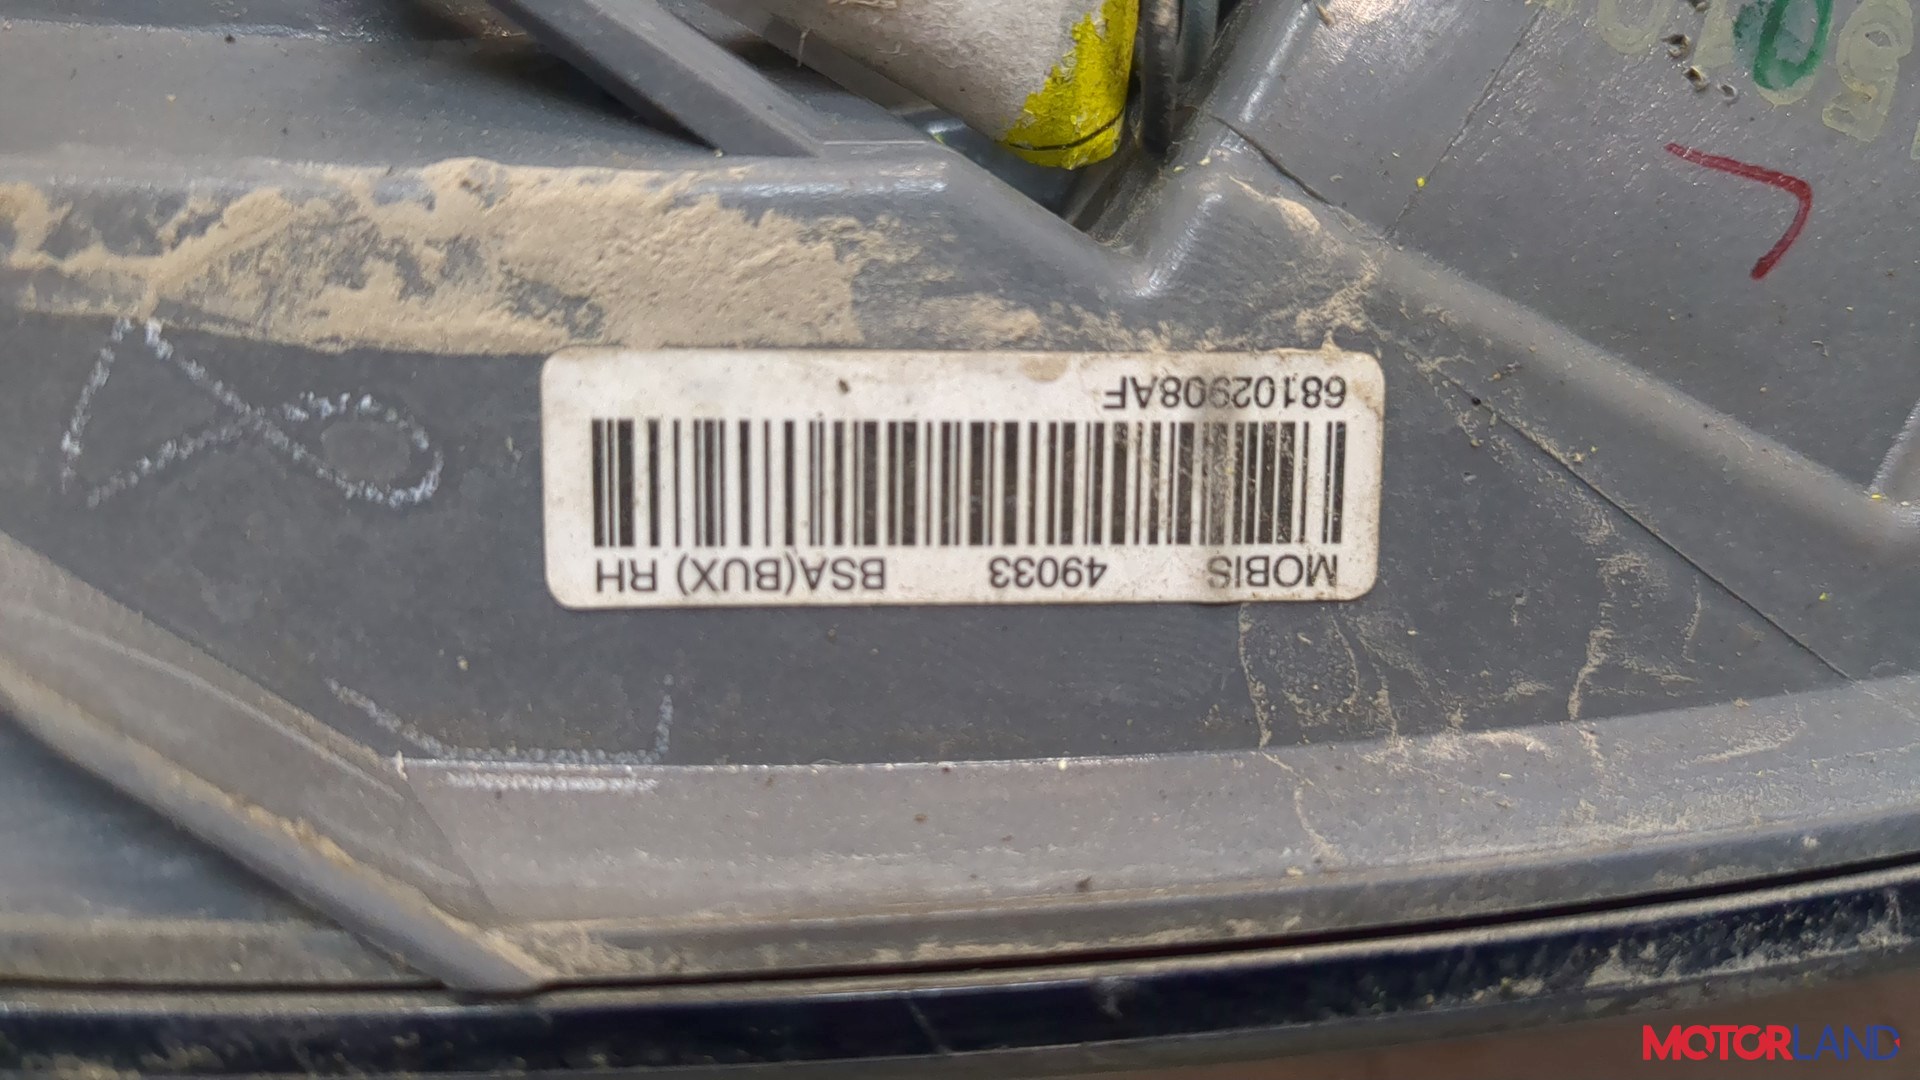 MOBIS 49033 BSA(BUX) RH
68102908AF
MOTORLAND